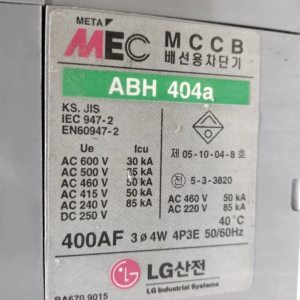 META
MEC MCCB
배선용차단기
ABH 404a
KS. JIS
IEC 947-2
EN60947-2
제 05-10-04-8 호
Ue Icu
AC 600 V 30 kA
AC 500 V 35 kA
AC 460 V 50 kA
AC 415 V 50 kA
AC 240 V 85 kA
DC 250 V
5-3-3820
AC 460 V 50 kA
AC 220 V 85 kA
40°C
400AF 3ø4W 4P3E 50/60Hz
LG산전
LG Industrial Systems